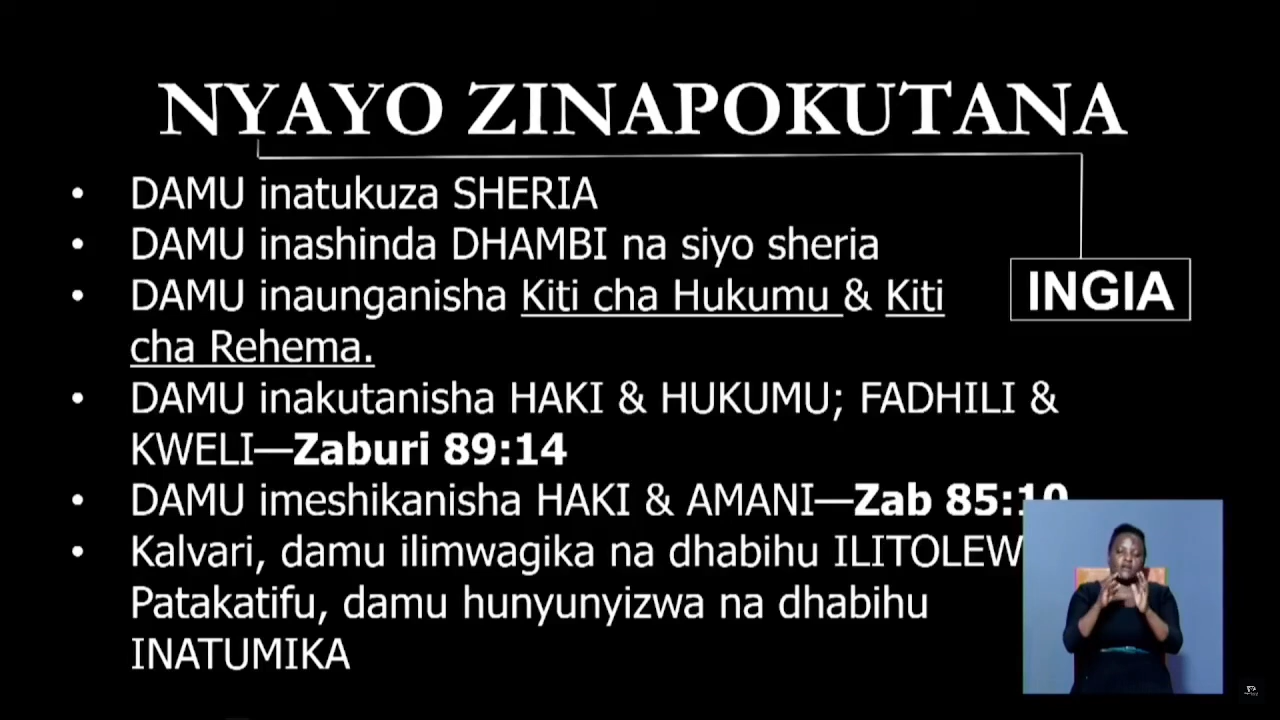 NYAYO ZINAPOKUTANA
• DAMU inatukuza SHERIA
• DAMU inashinda DHAMBI na siyo sheria
• DAMU inaunganisha Kiti cha Hukumu & Kiti
cha Rehema.
INGIA
• DAMU inakutanisha HAKI & HUKUMU; FADHILI &
KWELI—Zaburi 89:14
• DAMU imeshikanisha HAKI & AMANI—Zab 85:10
• Kalvari, damu ilimwagika na dhabihu ILITOLEW
Patakatifu, damu hunyunyizwa na dhabihu
INATUMIKA